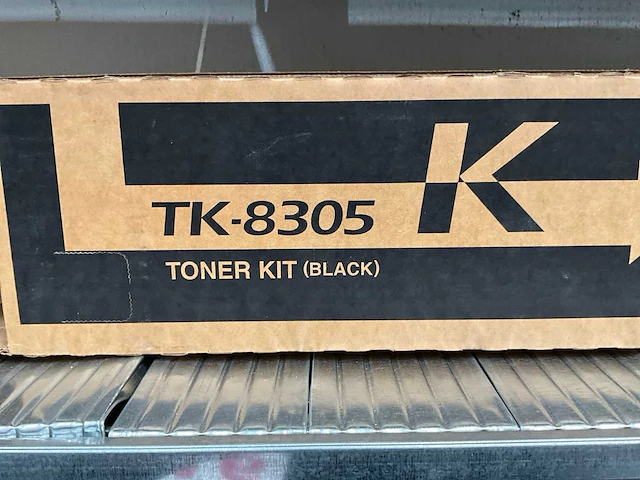 K
TK-8305
TONER KIT (BLACK)